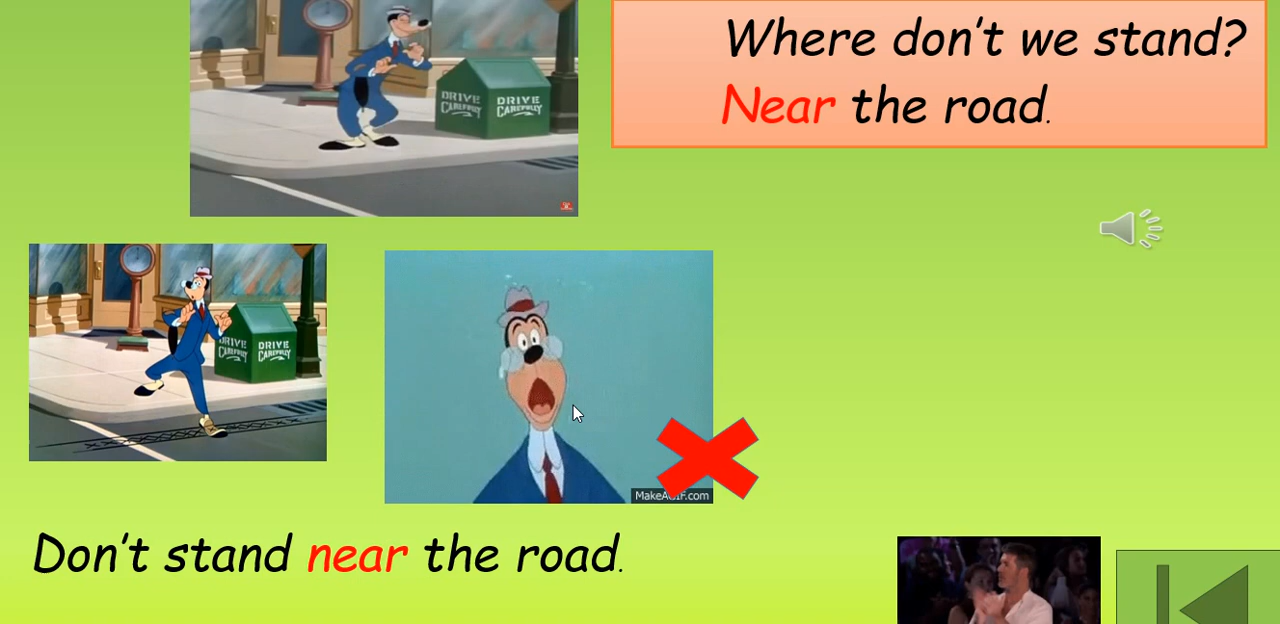 Where don't we stand?
Near the road.
DRIVE CAREFULLY
DRIVE CAREFULLY
DRIVE CAREFULLY
DRIVE CAREFULLY
MakeAGIF.com
Don't stand near the road.